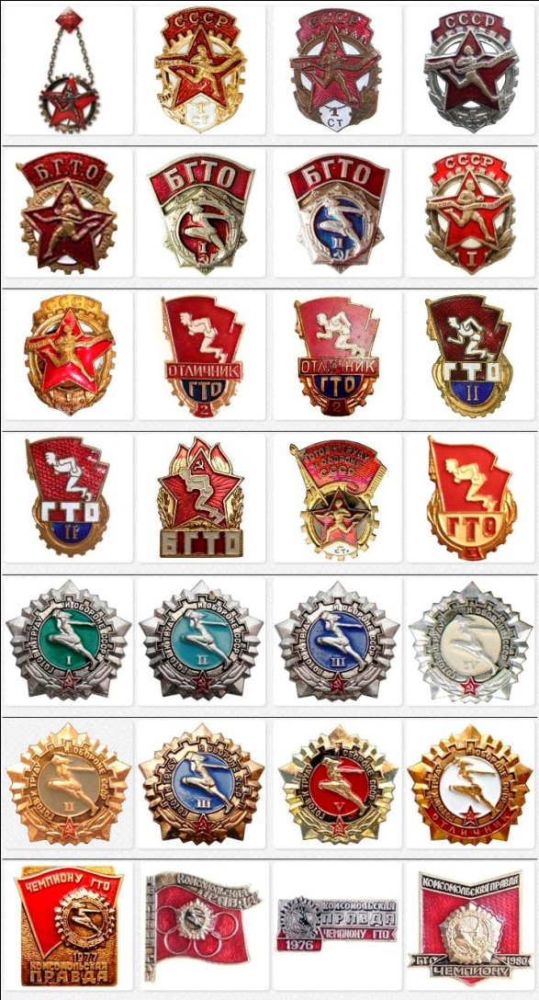 СССР
1
СТ
СССР
1
СТ
СССР
Б.Г.Т.О
БГТО
I
БГТО
II
СССР
I
СССР
ОТЛИЧНИК
ГТО
2
ОТЛИЧНИК
ГТО
2
ГТО
II
ГТО
БГТО
ГОТОВ К ТРУДУ
И ОБОРОНЕ
СССР
ГТО
ГОТОВ К ТРУДУ И ОБОРОНЕ СССР
I
ГОТОВ К ТРУДУ И ОБОРОНЕ СССР
II
ГОТОВ К ТРУДУ И ОБОРОНЕ СССР
III
ГОТОВ К ТРУДУ И ОБОРОНЕ СССР
IV
ГОТОВ К ТРУДУ И ОБОРОНЕ СССР
II
ГОТОВ К ТРУДУ И ОБОРОНЕ СССР
III
ГОТОВ К ТРУДУ И ОБОРОНЕ СССР
V
ГОТОВ К ТРУДУ И ОБОРОНЕ СССР
ОТЛИЧНИК
ЧЕМПИОНУ ГТО
1977
КОМСОМОЛЬСКАЯ
ПРАВДА
КОМСОМОЛЬСКАЯ
ПРАВДА
КОМСОМОЛЬСКАЯ
ПРАВДА
ЧЕМПИОНУ ГТО
1976
КОМСОМОЛЬСКАЯ ПРАВДА
ГТО 1980
ЧЕМПИОНУ